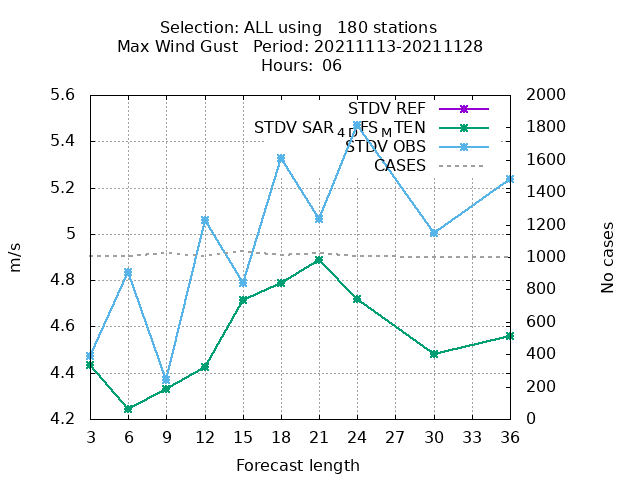 Selection: ALL using   180 stations
Max Wind Gust   Period: 20211113-20211128
Hours:  06
5.6
5.4
5.2
5
4.8
4.6
4.4
4.2
m/s
2000
1800
1600
1400
1200
1000
800
600
400
200
0
No cases
STDV REF
STDV SAR 4DFS MTEN
STDV OBS
CASES
3 6 9 12 15 18 21 24 27 30 33 36
Forecast length